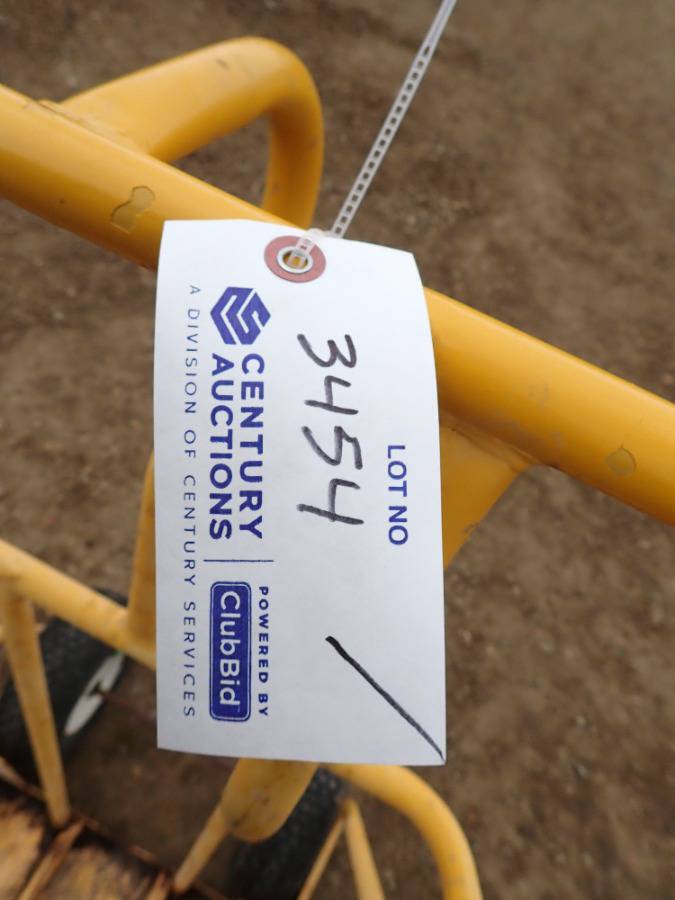 LOT NO
3454
CENTURY
AUCTIONS
A DIVISION OF CENTURY SERVICES
POWERED BY
ClubBid